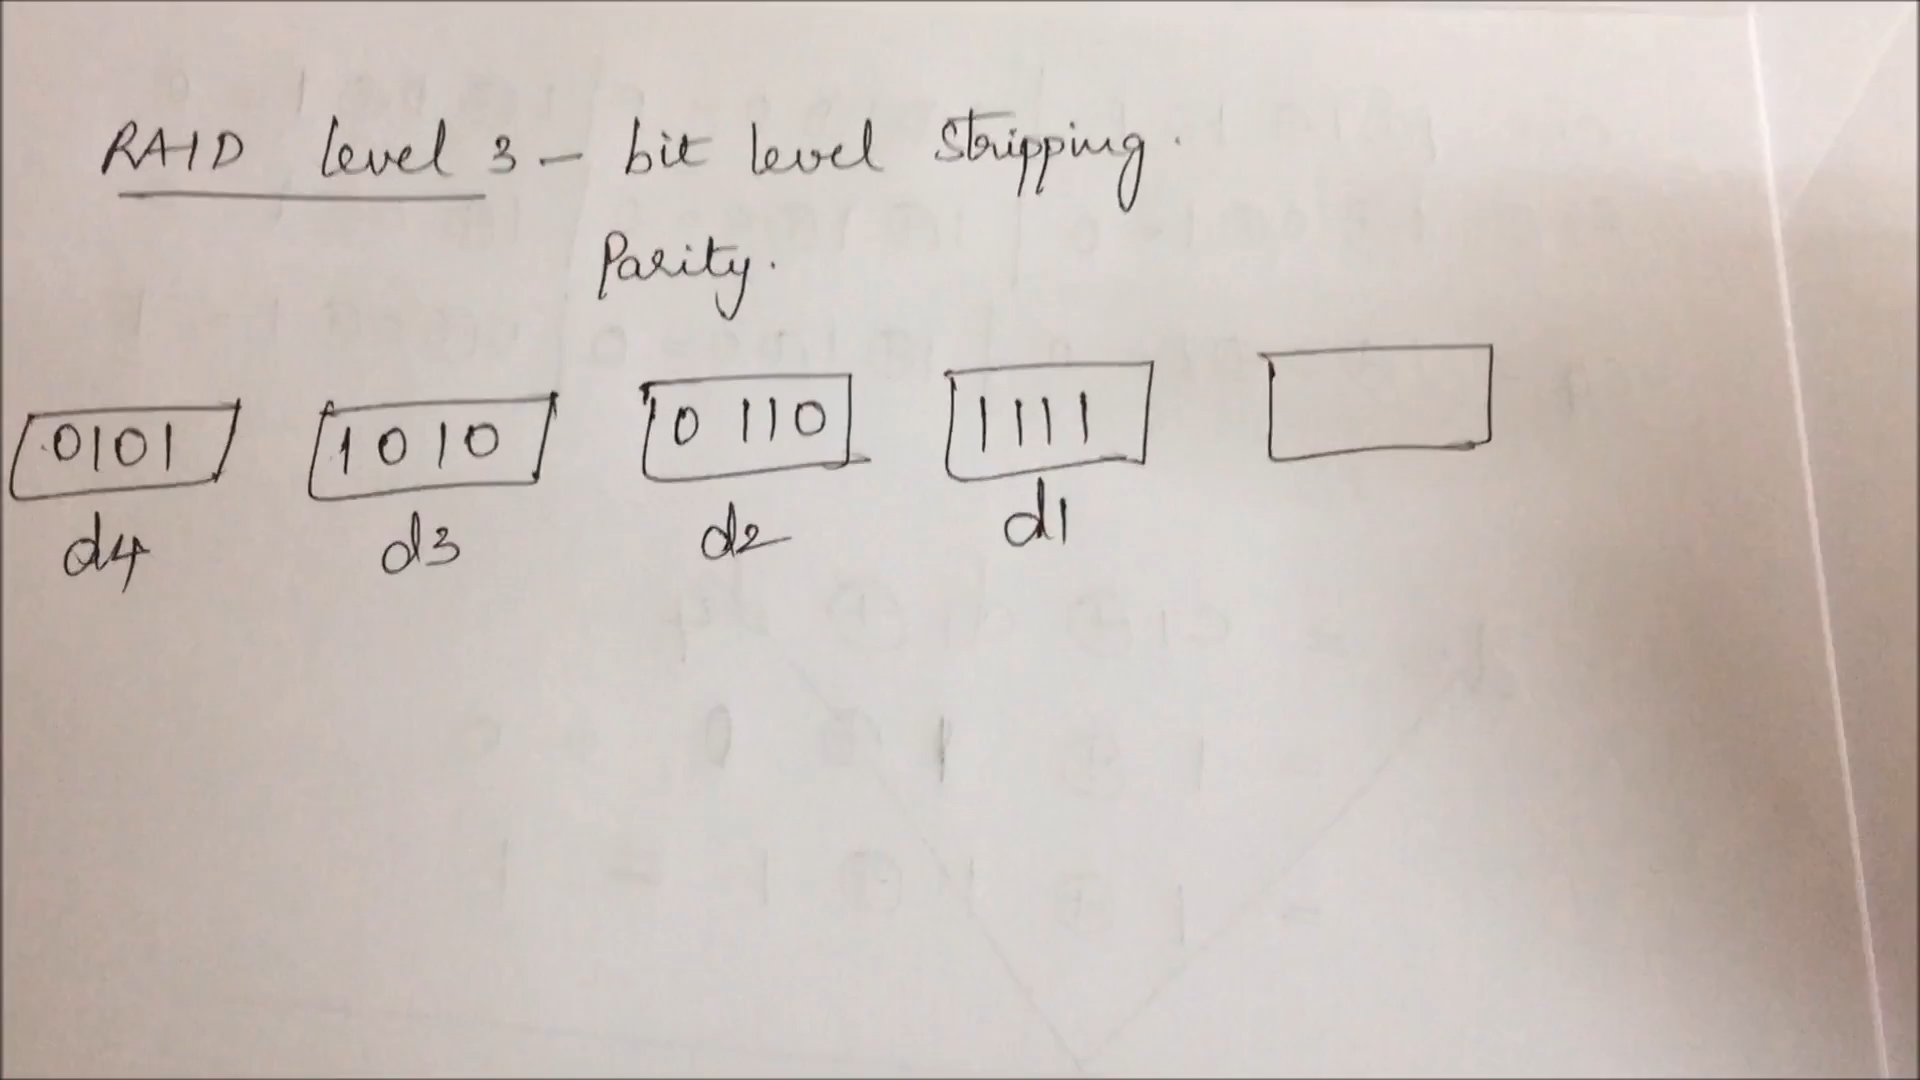 RAID level 3 - bit level Stripping.
Parity.
0101 1010 0110 1111
d4 d3 d2 d1